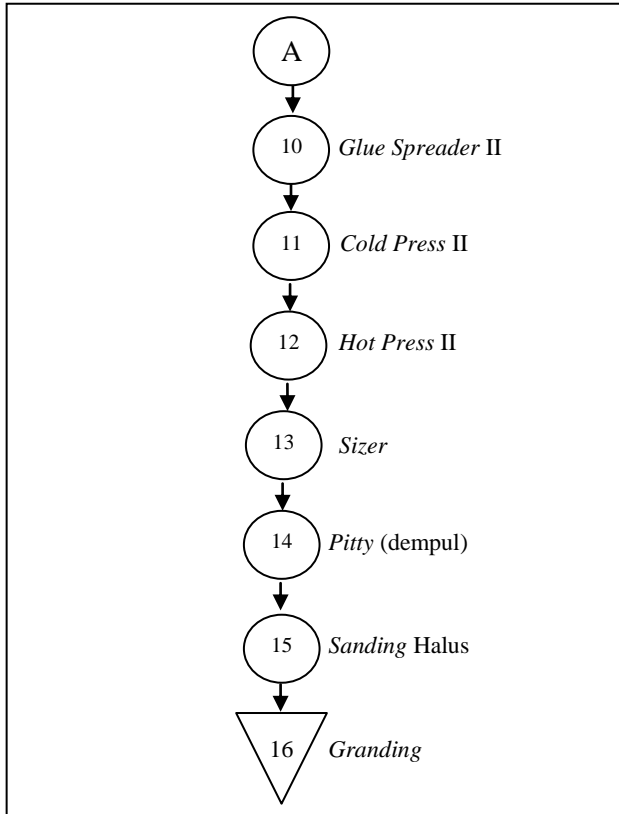 A
10 Glue Spreader II
11 Cold Press II
12 Hot Press II
13 Sizer
14 Pitty (dempul)
15 Sanding Halus
16 Granding